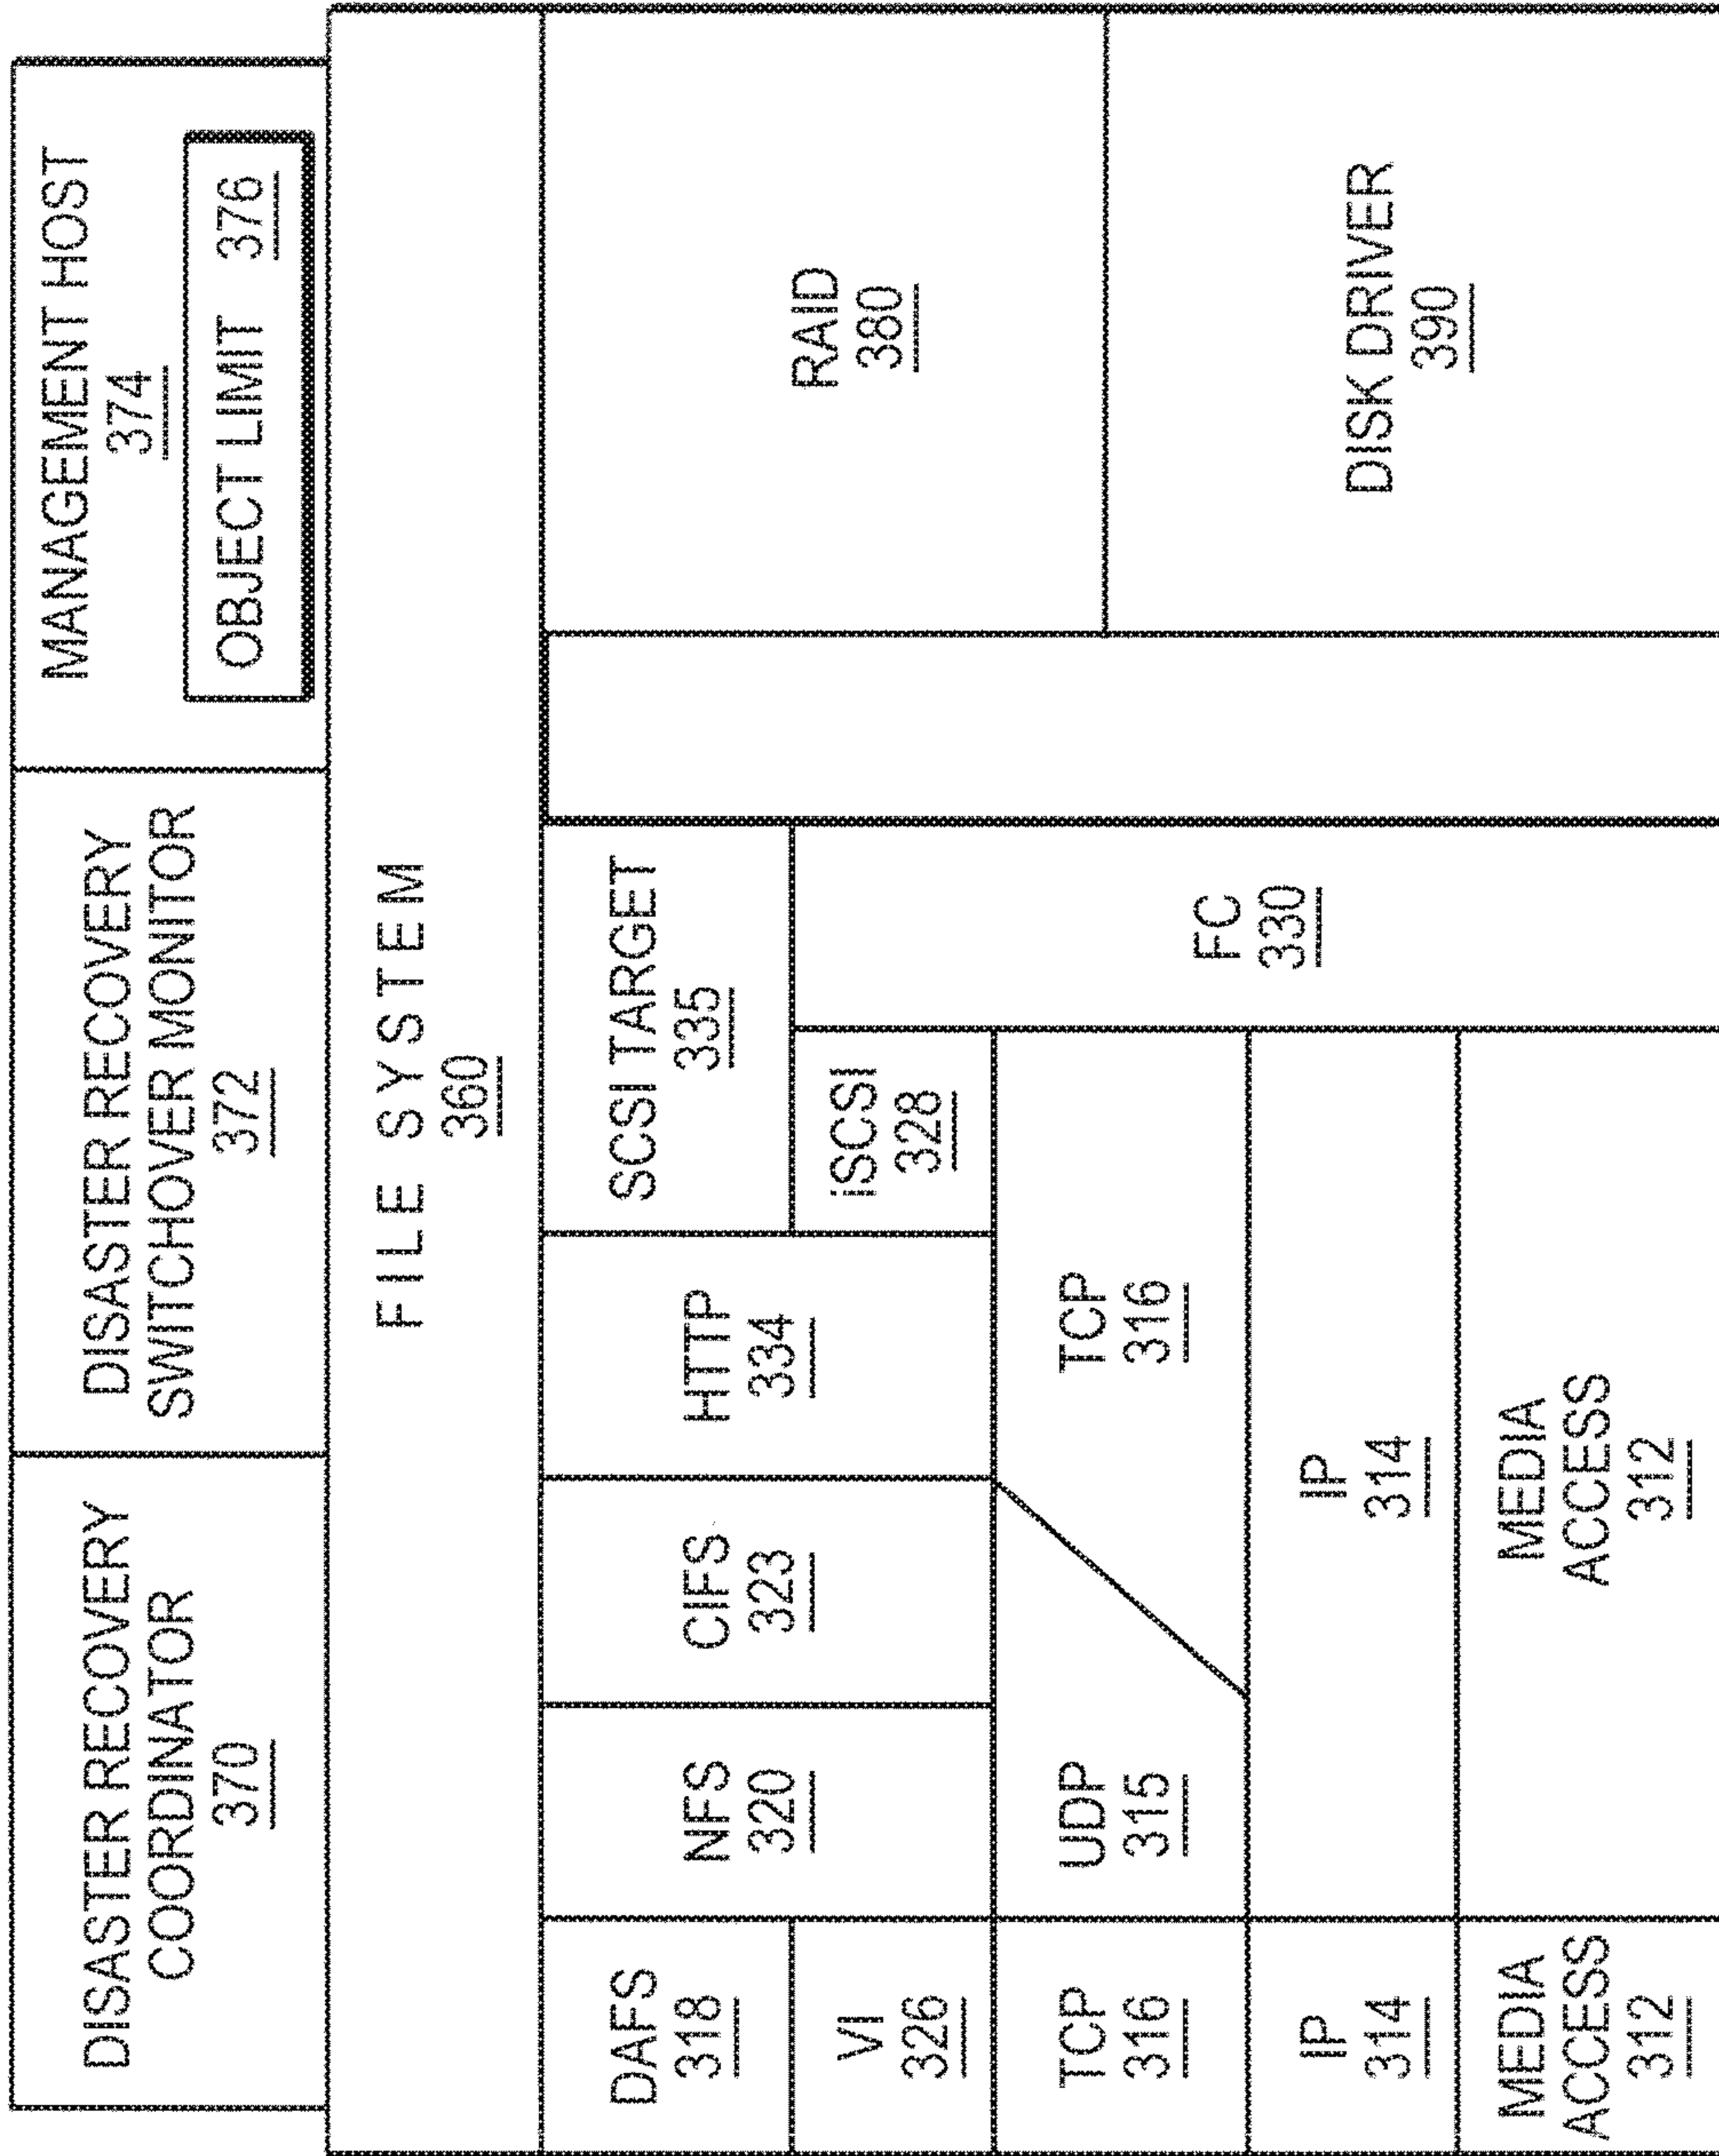 DISASTER RECOVERY
COORDINATOR
370
DISASTER RECOVERY
SWITCHOVER MONITOR
372
MANAGEMENT HOST
374
OBJECT LIMIT 376
FILE SYSTEM
360
DAFS
318
VI
326
TCP
316
IP
314
MEDIA
ACCESS
312
NFS
320
CIFS
323
HTTP
334
SCSI TARGET
335
iSCSI
328
UDP
315
TCP
316
IP
314
MEDIA
ACCESS
312
FC
330
RAID
380
DISK DRIVER
390